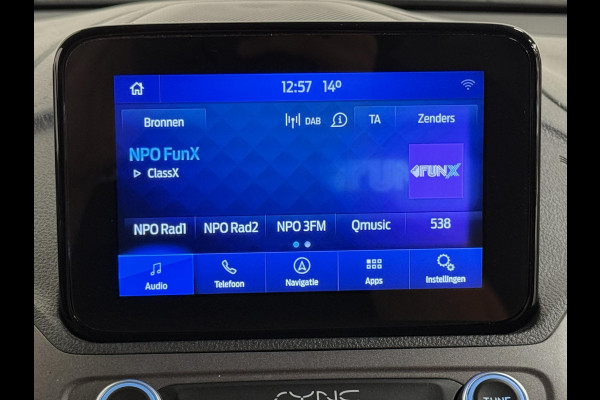 12:57 14°
Bronnen DAB i TA Zenders
NPO FunX
ClassX
FUNX
NPO Rad1 NPO Rad2 NPO 3FM Qmusic 538
Audio Telefoon Navigatie Apps Instellingen
SYNC TUNE